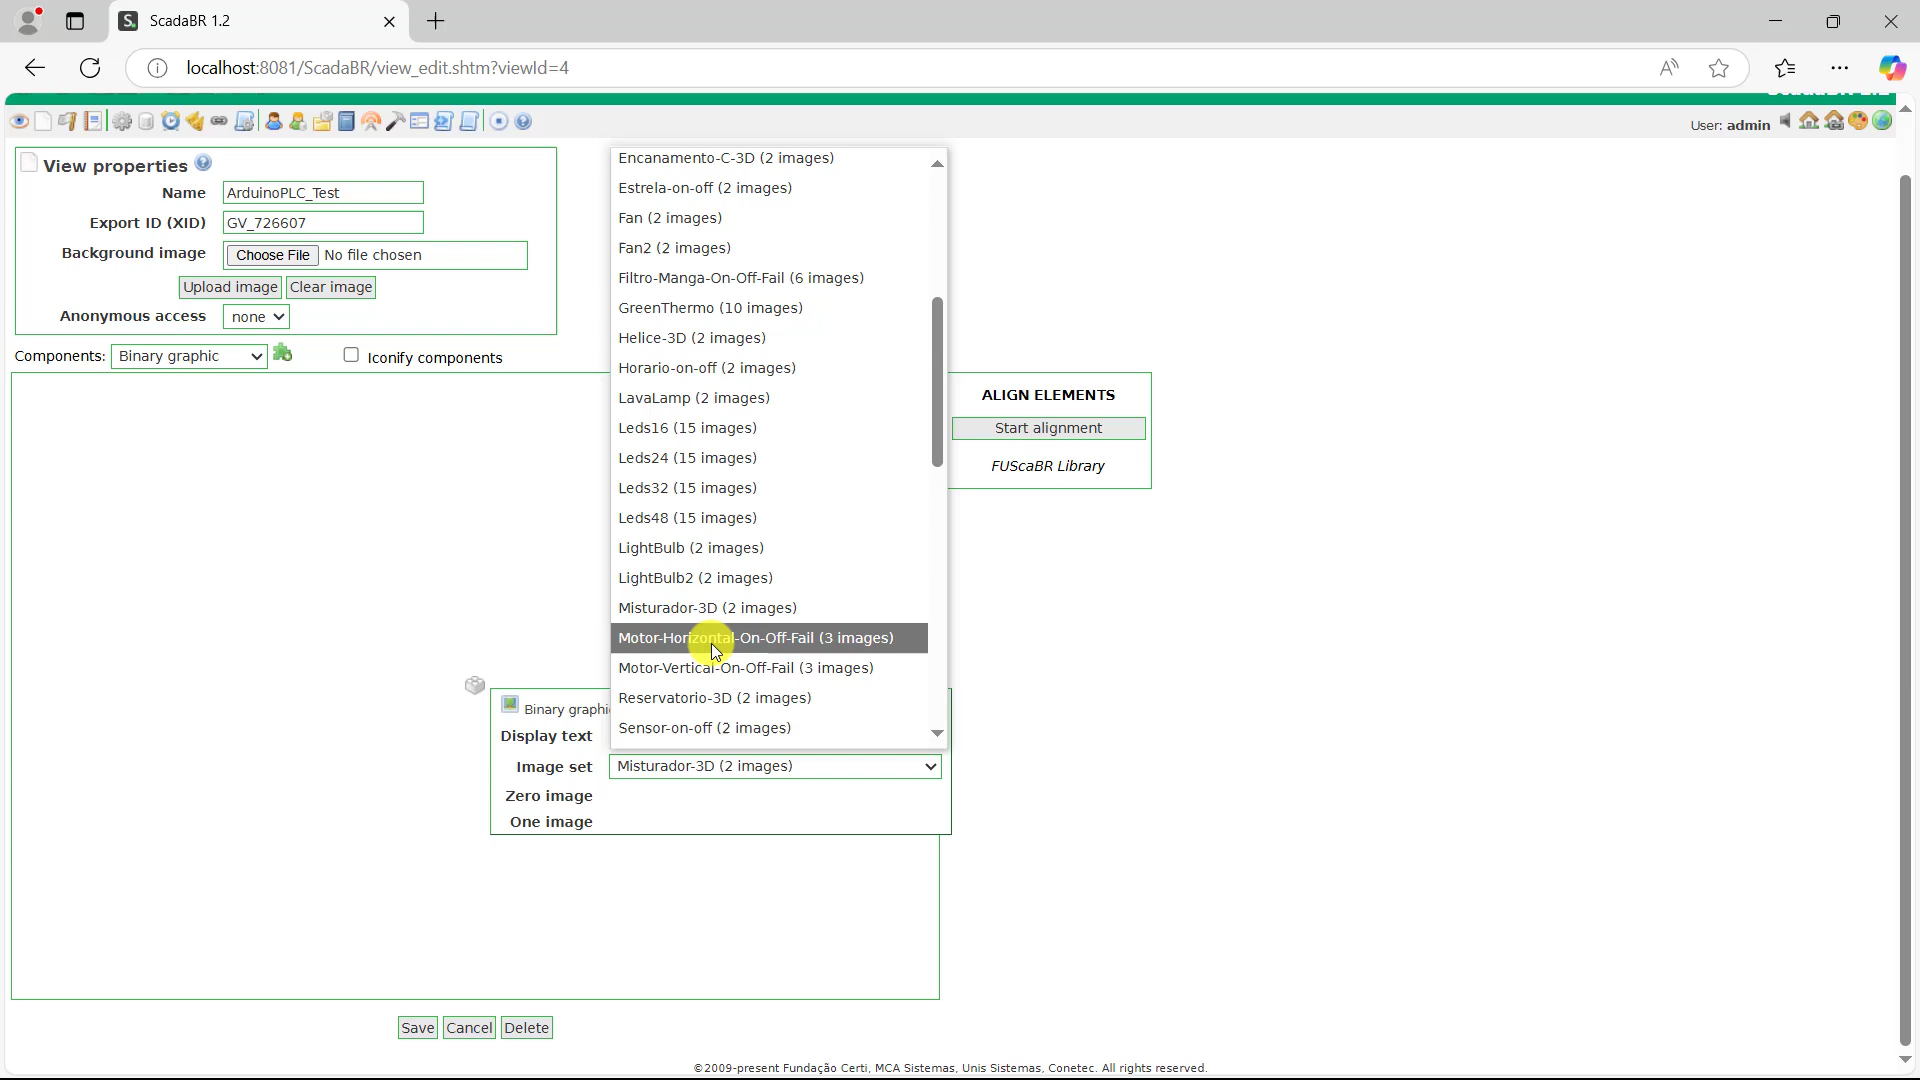 ScadaBR 1.2
localhost:8081/ScadaBR/view_edit.shtm?viewId=4
User: admin
View properties
Name ArduinoPLC_Test
Export ID (XID) GV_726607
Background image Choose File No file chosen
Upload image Clear image
Anonymous access none
Components: Binary graphic Iconify components
Encanamento-C-3D (2 images)
Estrela-on-off (2 images)
Fan (2 images)
Fan2 (2 images)
Filtro-Manga-On-Off-Fail (6 images)
GreenThermo (10 images)
Helice-3D (2 images)
Horario-on-off (2 images)
LavaLamp (2 images)
Leds16 (15 images)
Leds24 (15 images)
Leds32 (15 images)
Leds48 (15 images)
LightBulb (2 images)
LightBulb2 (2 images)
Misturador-3D (2 images)
Motor-Horizontal-On-Off-Fail (3 images)
Motor-Vertical-On-Off-Fail (3 images)
Reservatorio-3D (2 images)
Sensor-on-off (2 images)
ALIGN ELEMENTS
Start alignment
FUScaBR Library
Binary graphi
Display text
Image set Misturador-3D (2 images)
Zero image
One image
Save Cancel Delete
©2009-present Fundação Certi, MCA Sistemas, Unis Sistemas, Conetec. All rights reserved.